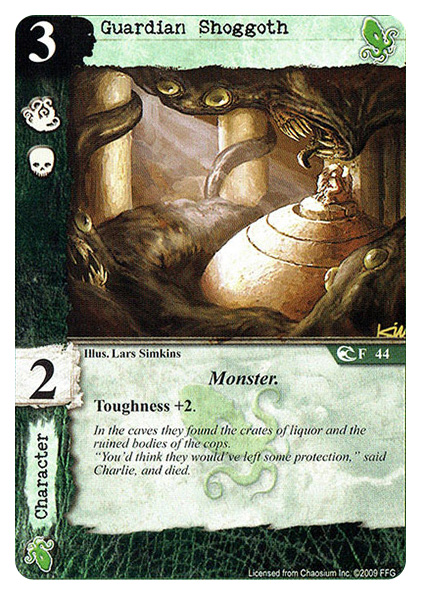 3
Guardian Shoggoth
Illus. Lars Simkins
F 44
2
Monster.
Toughness +2.
In the caves they found the crates of liquor and the
ruined bodies of the cops.
“You’d think they would’ve left some protection,” said
Charlie, and died.
Character
Licensed from Chaosium Inc. ©2009 FFG